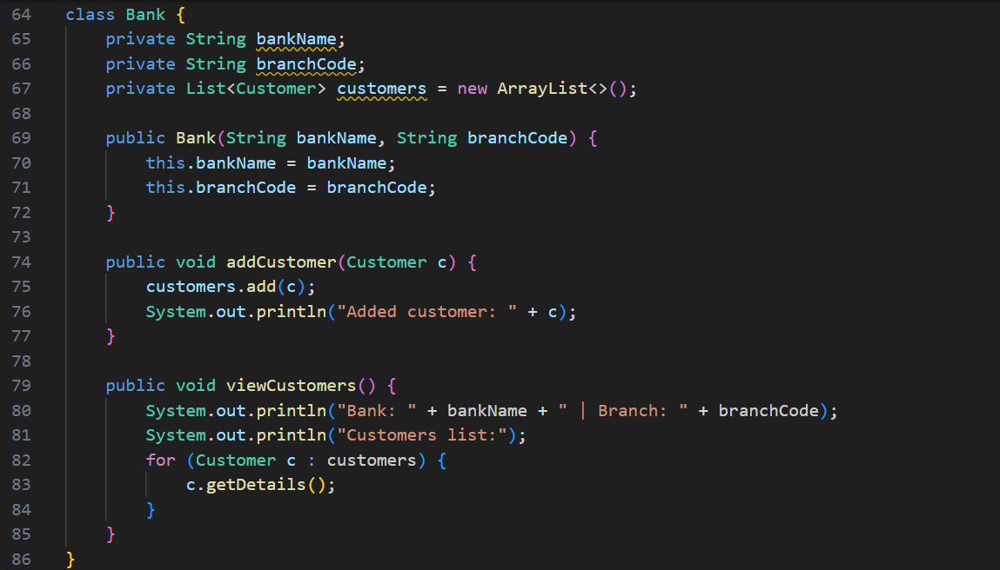 64 class Bank {
65     private String bankName;
66     private String branchCode;
67     private List<Customer> customers = new ArrayList<>();
68
69     public Bank(String bankName, String branchCode) {
70         this.bankName = bankName;
71         this.branchCode = branchCode;
72     }
73
74     public void addCustomer(Customer c) {
75         customers.add(c);
76         System.out.println("Added customer: " + c);
77     }
78
79     public void viewCustomers() {
80         System.out.println("Bank: " + bankName + " | Branch: " + branchCode);
81         System.out.println("Customers list:");
82         for (Customer c : customers) {
83             c.getDetails();
84         }
85     }
86 }